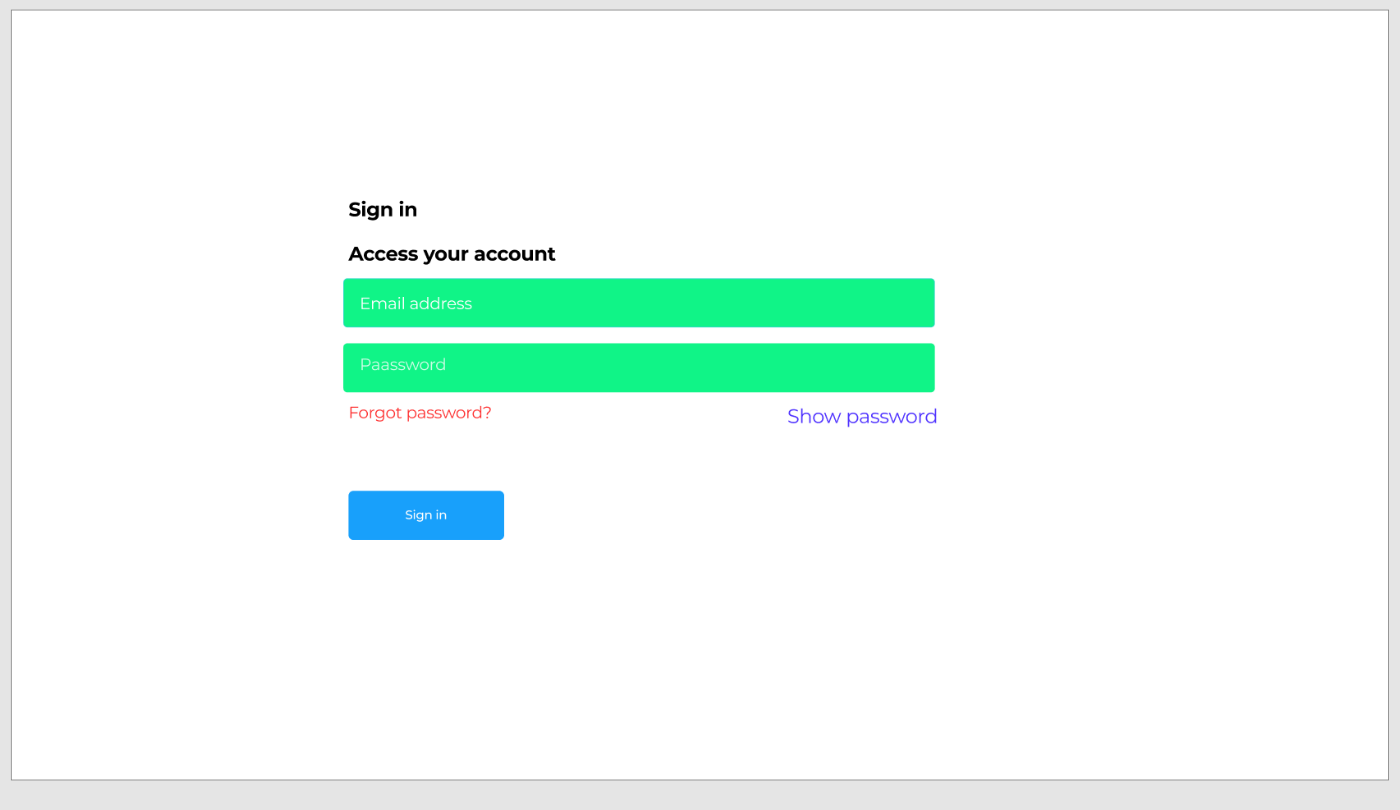 Sign in
Access your account
Email address
Paassword
Forgot password?
Show password
Sign in